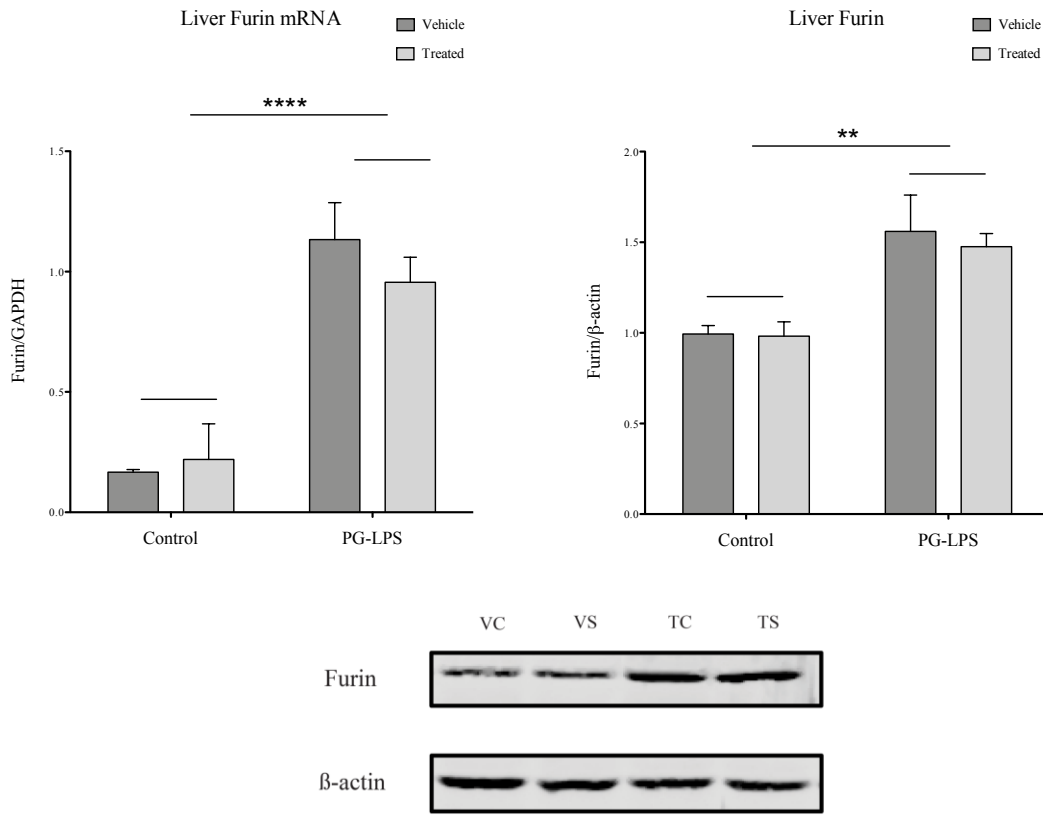 Liver Furin mRNA
Vehicle
Treated
****
1.5
1.0
0.5
0.0
Furin/GAPDH
Control
PG-LPS
Liver Furin
Vehicle
Treated
**
2.0
1.5
1.0
0.5
0.0
Furin/β-actin
Control
PG-LPS
VC VS TC TS
Furin
ß-actin